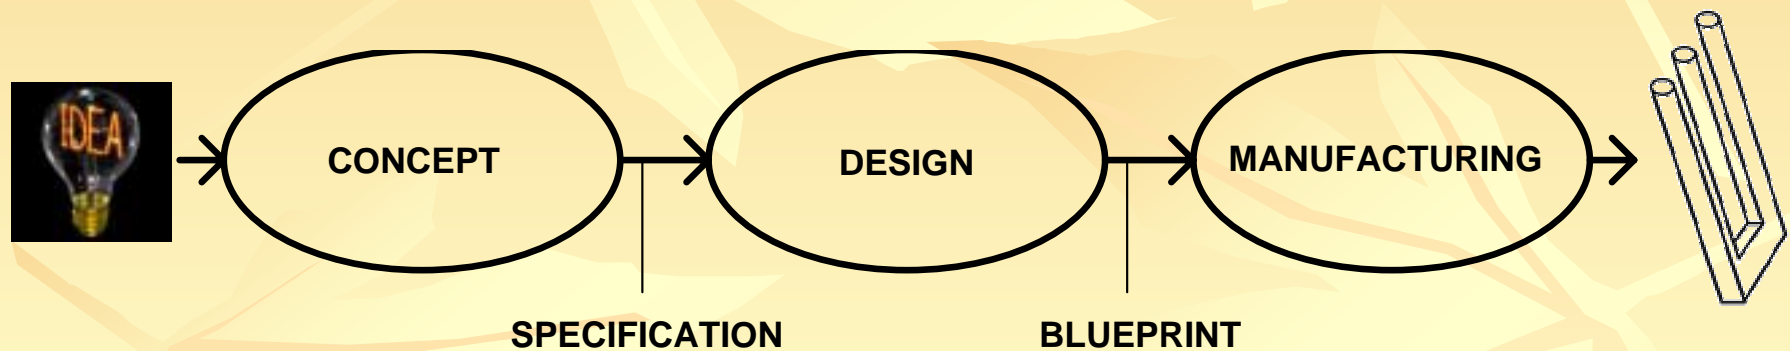 IDEA
CONCEPT
DESIGN
MANUFACTURING
SPECIFICATION
BLUEPRINT